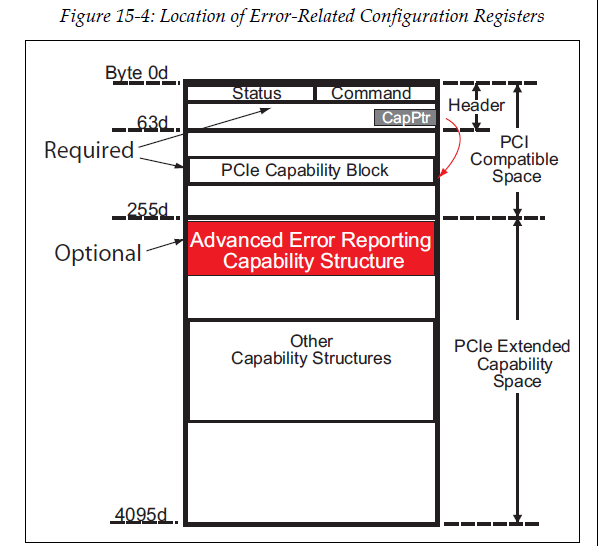 Figure 15-4: Location of Error-Related Configuration Registers
Byte 0d
Status
Command
CapPtr
Header
63d
Required
PCI
Compatible
Space
PCIe Capability Block
255d
Optional
Advanced Error Reporting
Capability Structure
Other
Capability Structures
PCIe Extended
Capability
Space
4095d